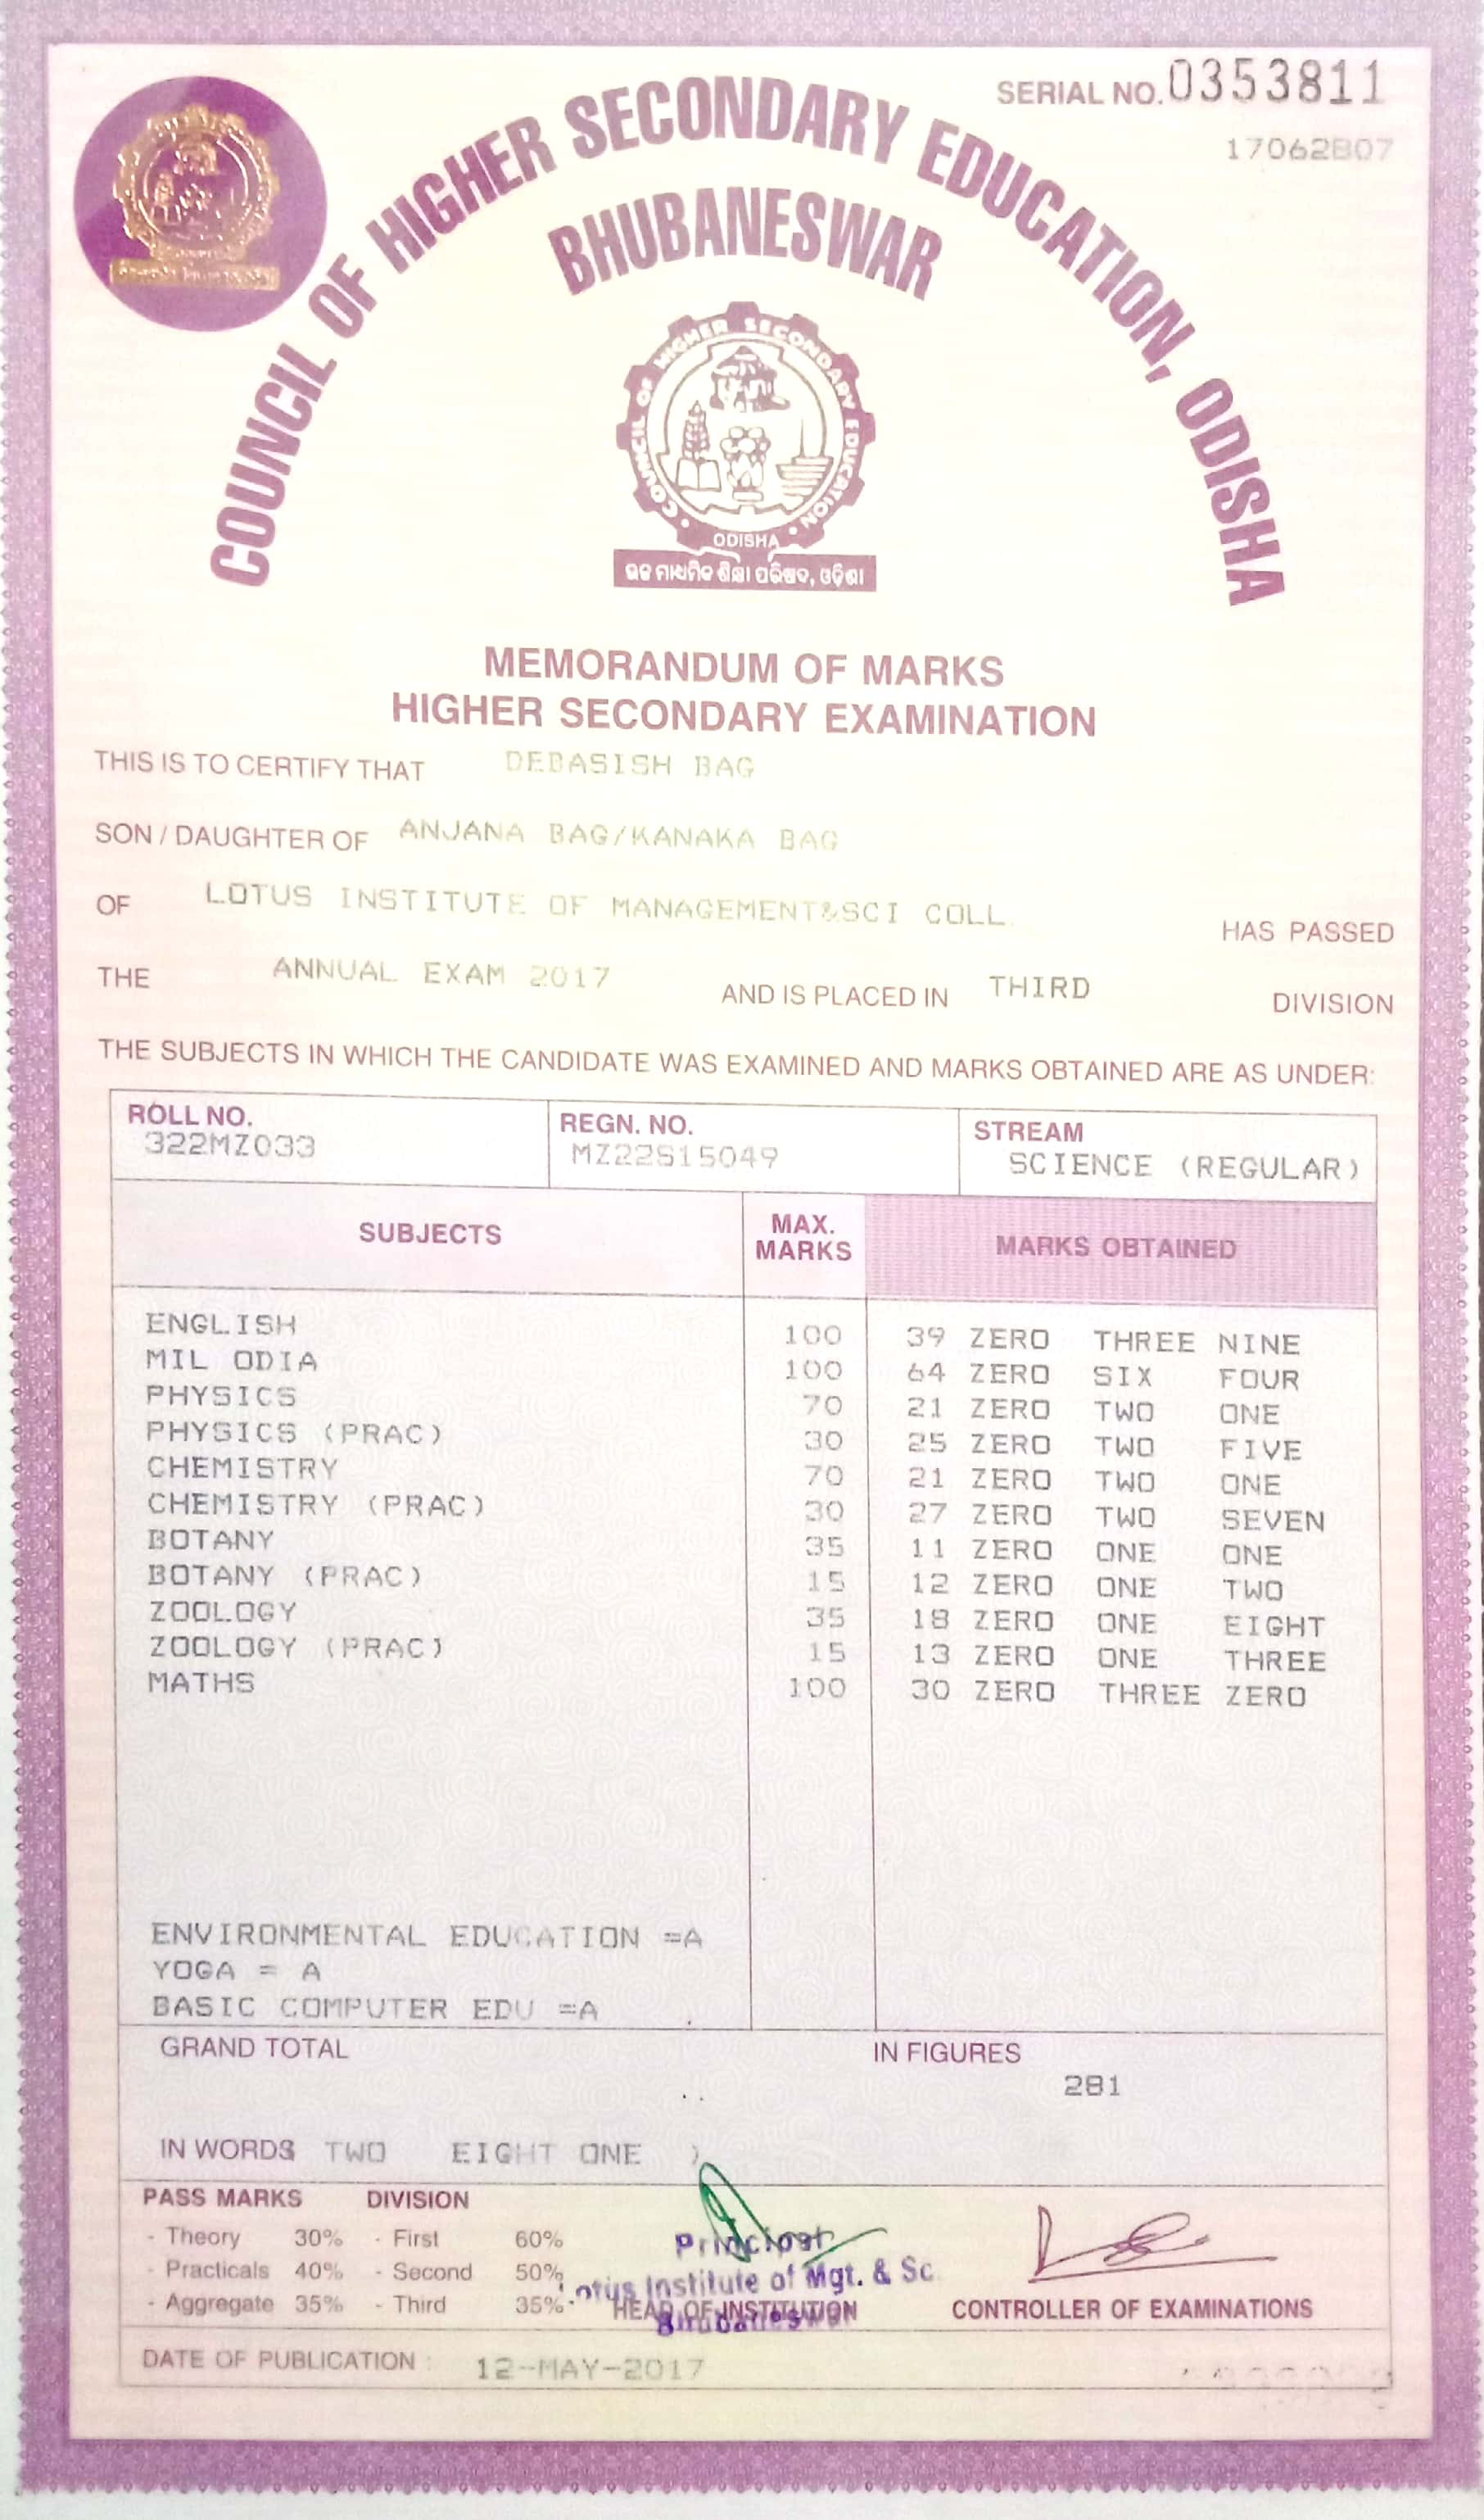 SERIAL NO. 0353811
17062807
COUNCIL OF HIGHER SECONDARY EDUCATION, ODISHA
BHUBANESWAR
COUNCIL OF HIGHER SECONDARY EDUCATION
ODISHA
ଉଚ୍ଚ ମାଧ୍ୟମିକ ଶିକ୍ଷା ପରିଷଦ, ଓଡ଼ିଶା
MEMORANDUM OF MARKS
HIGHER SECONDARY EXAMINATION
THIS IS TO CERTIFY THAT DEBASISH BAG
SON / DAUGHTER OF ANJANA BAG/KANAKA BAG
OF LOTUS INSTITUTE OF MANAGEMENT&SCI COLL. HAS PASSED
THE ANNUAL EXAM 2017 AND IS PLACED IN THIRD DIVISION
THE SUBJECTS IN WHICH THE CANDIDATE WAS EXAMINED AND MARKS OBTAINED ARE AS UNDER:
ROLL NO. REGN. NO. STREAM
322MZ033 MZ22S15049 SCIENCE (REGULAR)
SUBJECTS MAX. MARKS MARKS OBTAINED
ENGLISH 100 39 ZERO THREE NINE
MIL ODIA 100 64 ZERO SIX FOUR
PHYSICS 70 21 ZERO TWO ONE
PHYSICS (PRAC) 30 25 ZERO TWO FIVE
CHEMISTRY 70 21 ZERO TWO ONE
CHEMISTRY (PRAC) 30 27 ZERO TWO SEVEN
BOTANY 35 11 ZERO ONE ONE
BOTANY (PRAC) 15 12 ZERO ONE TWO
ZOOLOGY 35 18 ZERO ONE EIGHT
ZOOLOGY (PRAC) 15 13 ZERO ONE THREE
MATHS 100 30 ZERO THREE ZERO
ENVIRONMENTAL EDUCATION =A
YOGA = A
BASIC COMPUTER EDU =A
GRAND TOTAL IN FIGURES
281
IN WORDS TWO EIGHT ONE
PASS MARKS DIVISION
- Theory 30% - First 60%
- Practicals 40% - Second 50%
- Aggregate 35% - Third 35%
Principal
Lotus Institute of Mgt. & Sc.
Bhubaneswar
HEAD OF INSTITUTION CONTROLLER OF EXAMINATIONS
DATE OF PUBLICATION : 12-MAY-2017